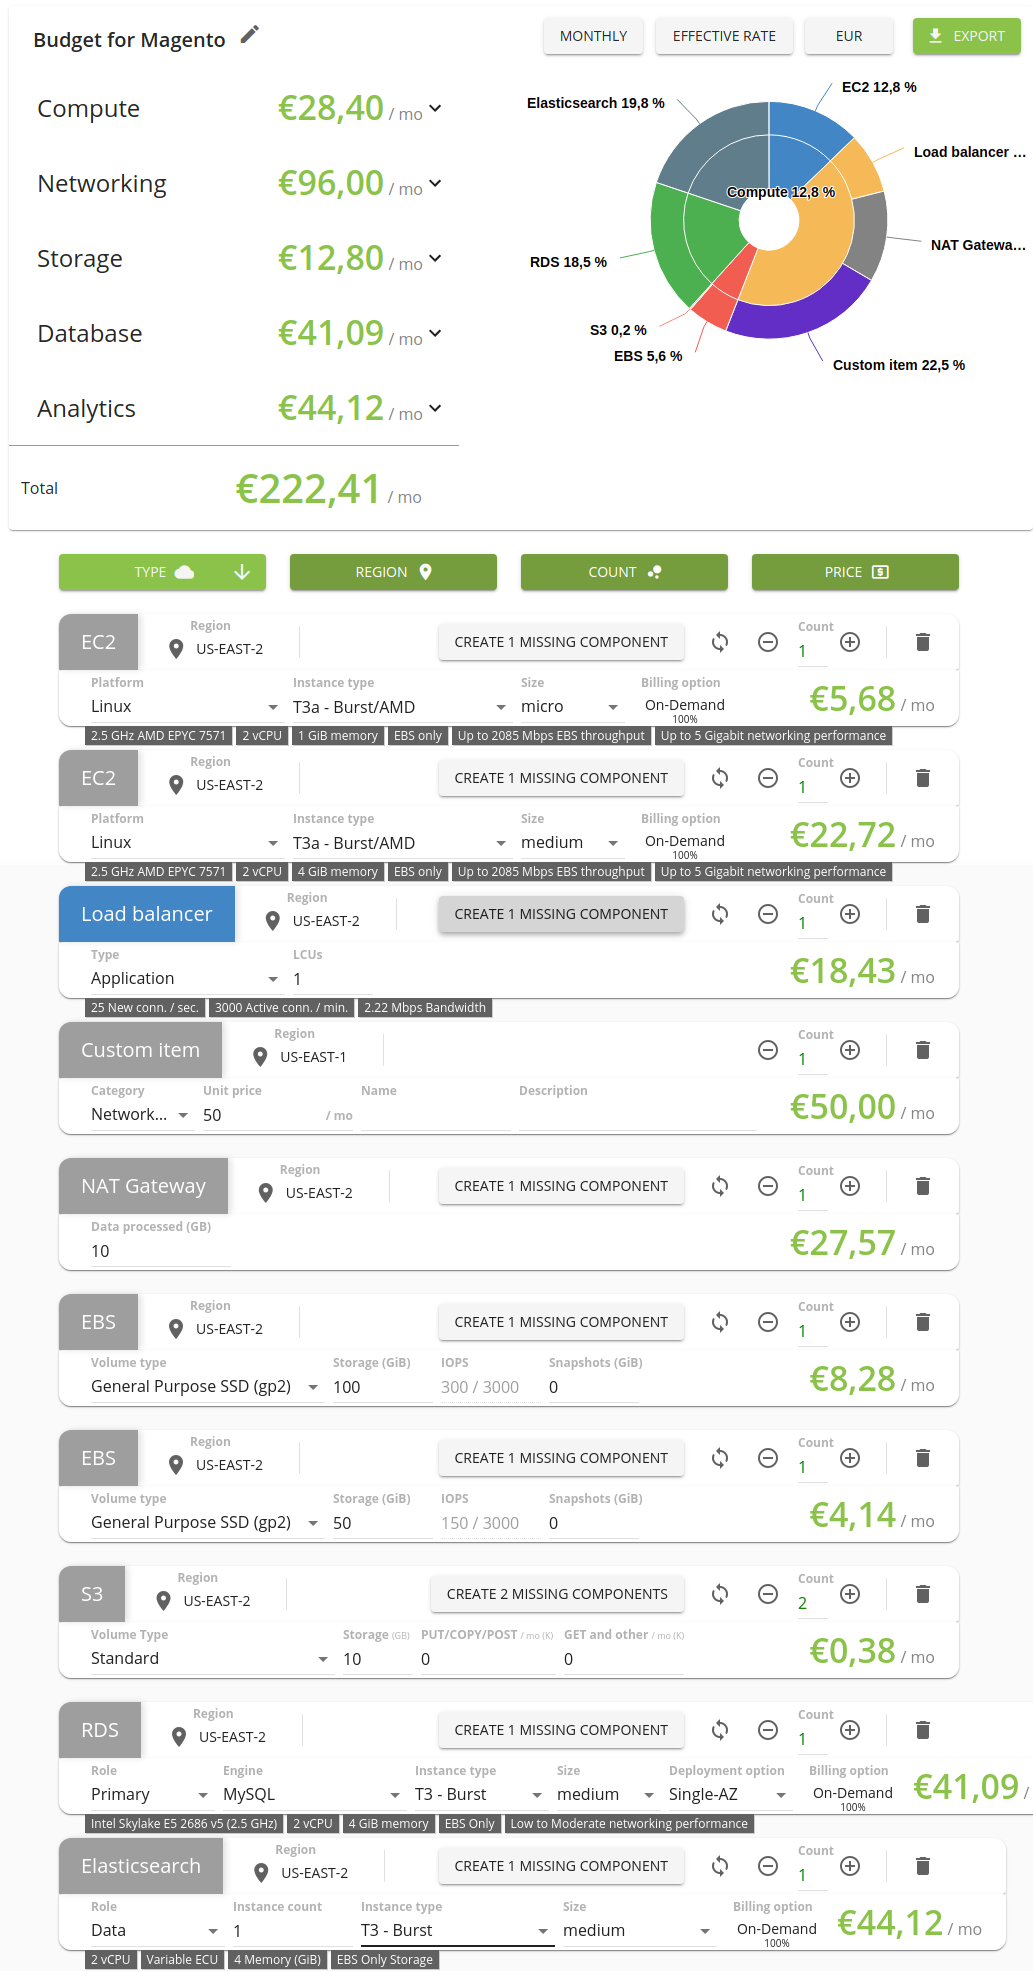 Budget for Magento
MONTHLY
EFFECTIVE RATE
EUR
EXPORT
Compute €28,40 / mo
Networking €96,00 / mo
Storage €12,80 / mo
Database €41,09 / mo
Analytics €44,12 / mo
Total €222,41 / mo
EC2 12,8 %
Elasticsearch 19,8 %
Load balancer ...
Compute 12,8 %
NAT Gatewa...
RDS 18,5 %
S3 0,2 %
EBS 5,6 %
Custom item 22,5 %
TYPE REGION COUNT PRICE
EC2 Region US-EAST-2 CREATE 1 MISSING COMPONENT Count 1
Platform Instance type Size Billing option
Linux T3a - Burst/AMD micro On-Demand 100% €5,68 / mo
2.5 GHz AMD EPYC 7571 2 vCPU 1 GiB memory EBS only Up to 2085 Mbps EBS throughput Up to 5 Gigabit networking performance
EC2 Region US-EAST-2 CREATE 1 MISSING COMPONENT Count 1
Platform Instance type Size Billing option
Linux T3a - Burst/AMD medium On-Demand 100% €22,72 / mo
2.5 GHz AMD EPYC 7571 2 vCPU 4 GiB memory EBS only Up to 2085 Mbps EBS throughput Up to 5 Gigabit networking performance
Load balancer Region US-EAST-2 CREATE 1 MISSING COMPONENT Count 1
Type LCUs
Application 1 €18,43 / mo
25 New conn. / sec. 3000 Active conn. / min. 2.22 Mbps Bandwidth
Custom item Region US-EAST-1 Count 1
Category Unit price Name Description
Network... 50 / mo €50,00 / mo
NAT Gateway Region US-EAST-2 CREATE 1 MISSING COMPONENT Count 1
Data processed (GB)
10 €27,57 / mo
EBS Region US-EAST-2 CREATE 1 MISSING COMPONENT Count 1
Volume type Storage (GiB) IOPS Snapshots (GiB)
General Purpose SSD (gp2) 100 300 / 3000 0 €8,28 / mo
EBS Region US-EAST-2 CREATE 1 MISSING COMPONENT Count 1
Volume type Storage (GiB) IOPS Snapshots (GiB)
General Purpose SSD (gp2) 50 150 / 3000 0 €4,14 / mo
S3 Region US-EAST-2 CREATE 2 MISSING COMPONENTS Count 2
Volume Type Storage (GB) PUT/COPY/POST / mo (K) GET and other / mo (K)
Standard 10 0 0 €0,38 / mo
RDS Region US-EAST-2 CREATE 1 MISSING COMPONENT Count 1
Role Engine Instance type Size Deployment option Billing option
Primary MySQL T3 - Burst medium Single-AZ On-Demand 100% €41,09 /
Intel Skylake E5 2686 v5 (2.5 GHz) 2 vCPU 4 GiB memory EBS Only Low to Moderate networking performance
Elasticsearch Region US-EAST-2 CREATE 1 MISSING COMPONENT Count 1
Role Instance count Instance type Size Billing option
Data 1 T3 - Burst medium On-Demand 100% €44,12 / mo
2 vCPU Variable ECU 4 Memory (GiB) EBS Only Storage